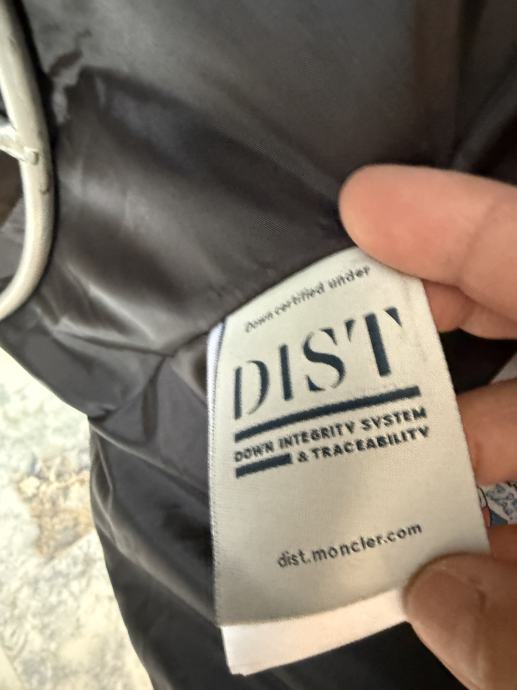 Down certified under
DIST
DOWN INTEGRITY SYSTEM
& TRACEABILITY
dist.moncler.com